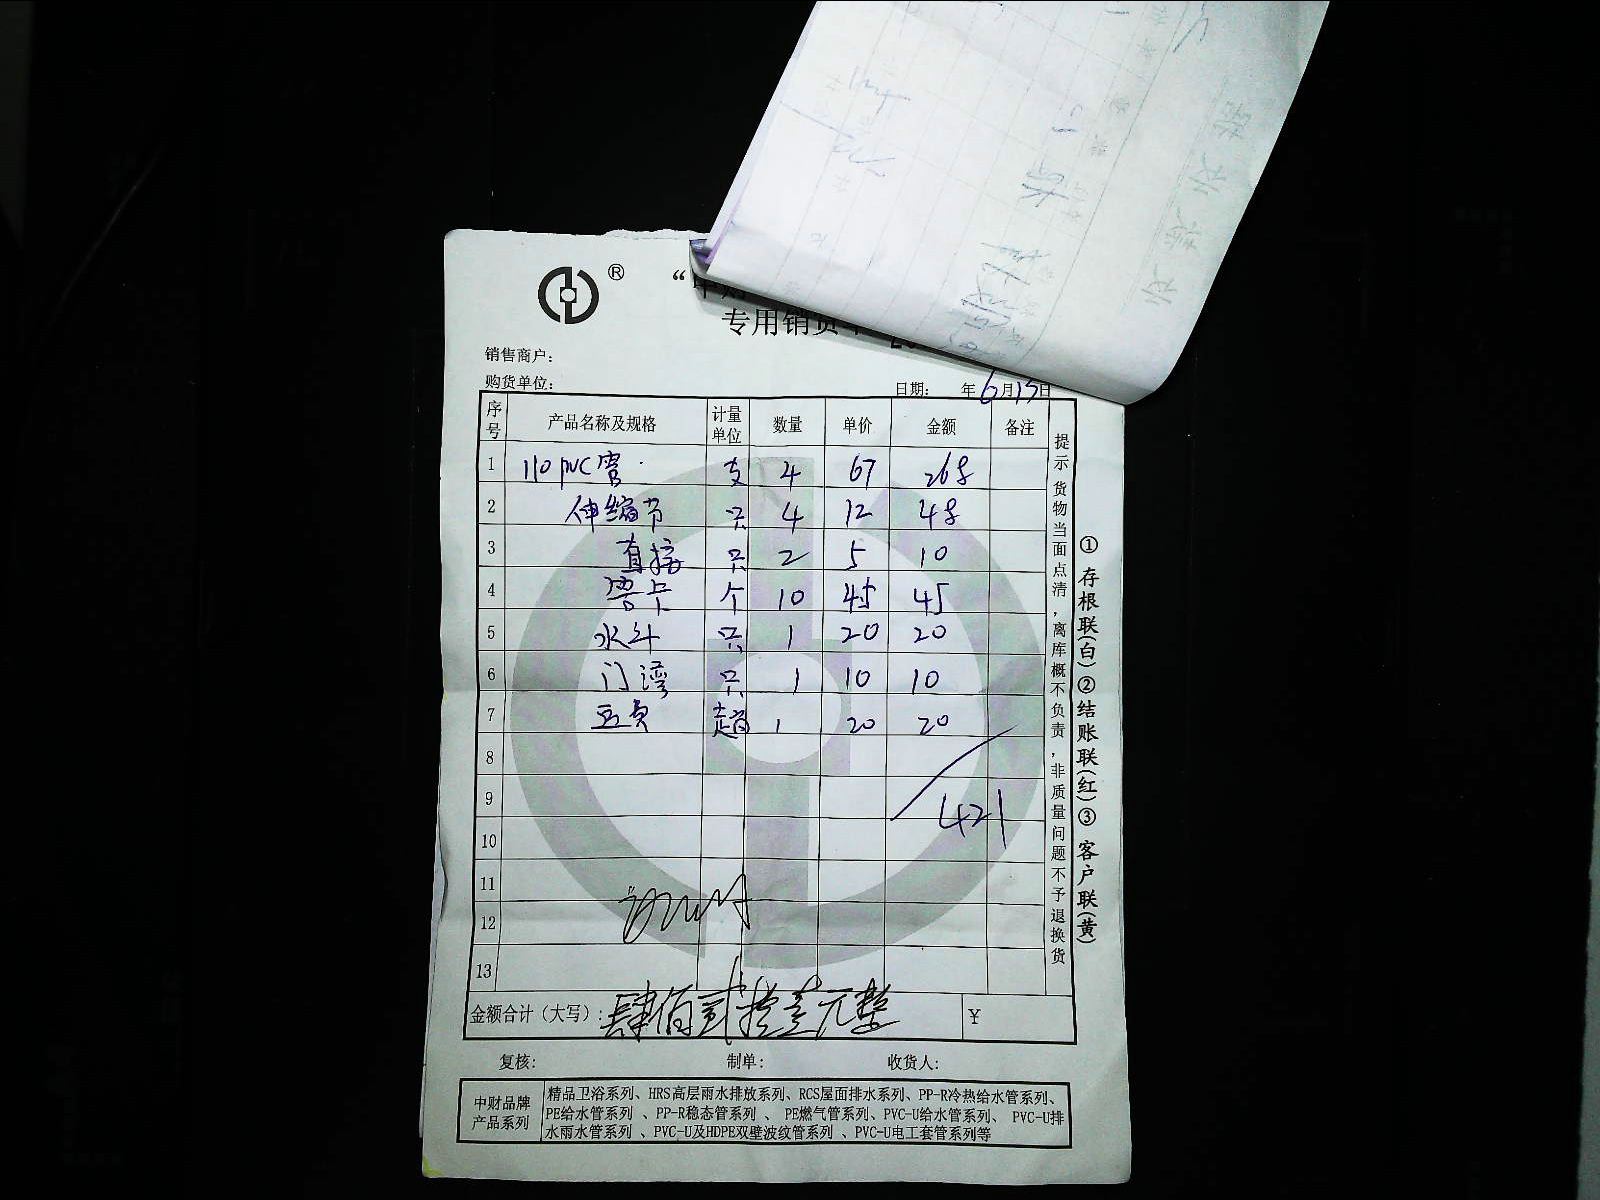 ®
专用销货单
销售商户:
购货单位:
日期: 年 6 月 15 日
序号 产品名称及规格 计量单位 数量 单价 金额 备注
1 110 PVC管 支 4 67 268
2 伸缩节 只 4 12 48
3 直接 只 2 5 10
4 管卡 个 10 45 45
5 水斗 只 1 20 20
6 门湾 只 1 10 10
7 1 20 20
8
9 421
10
11
12
13
金额合计（大写）: 肆佰贰拾壹元整 ¥
复核: 制单: 收货人:
中财品牌产品系列
精品卫浴系列、HRS高层雨水排放系列、RCS屋面排水系列、PP-R冷热给水管系列、
PE给水管系列 、PP-R稳态管系列 、 PE燃气管系列、PVC-U给水管系列、 PVC-U排
水雨水管系列 、PVC-U及HDPE双壁波纹管系列 、PVC-U电工套管系列等
提示 货物当面点清，离库概不负责，非质量问题不予退换货
①存根联(白)②结账联(红)③客户联(黄)